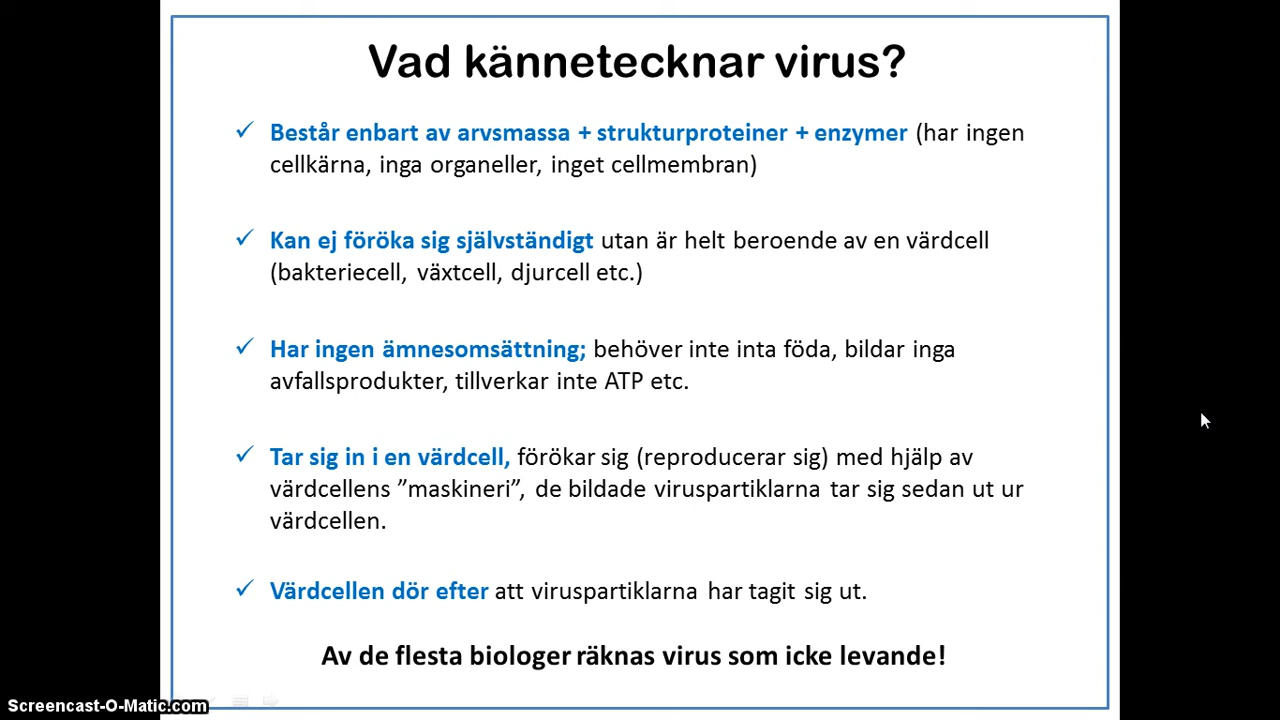 Vad kännetecknar virus?
✓ Består enbart av arvsmassa + strukturproteiner + enzymer (har ingen
cellkärna, inga organeller, inget cellmembran)
✓ Kan ej föröka sig självständigt utan är helt beroende av en värdcell
(bakteriecell, växtcell, djurcell etc.)
✓ Har ingen ämnesomsättning; behöver inte inta föda, bildar inga
avfallsprodukter, tillverkar inte ATP etc.
✓ Tar sig in i en värdcell, förökar sig (reproducerar sig) med hjälp av
värdcellens ”maskineri”, de bildade viruspartiklarna tar sig sedan ut ur
värdcellen.
✓ Värdcellen dör efter att viruspartiklarna har tagit sig ut.
Av de flesta biologer räknas virus som icke levande!
Screencast-O-Matic.com